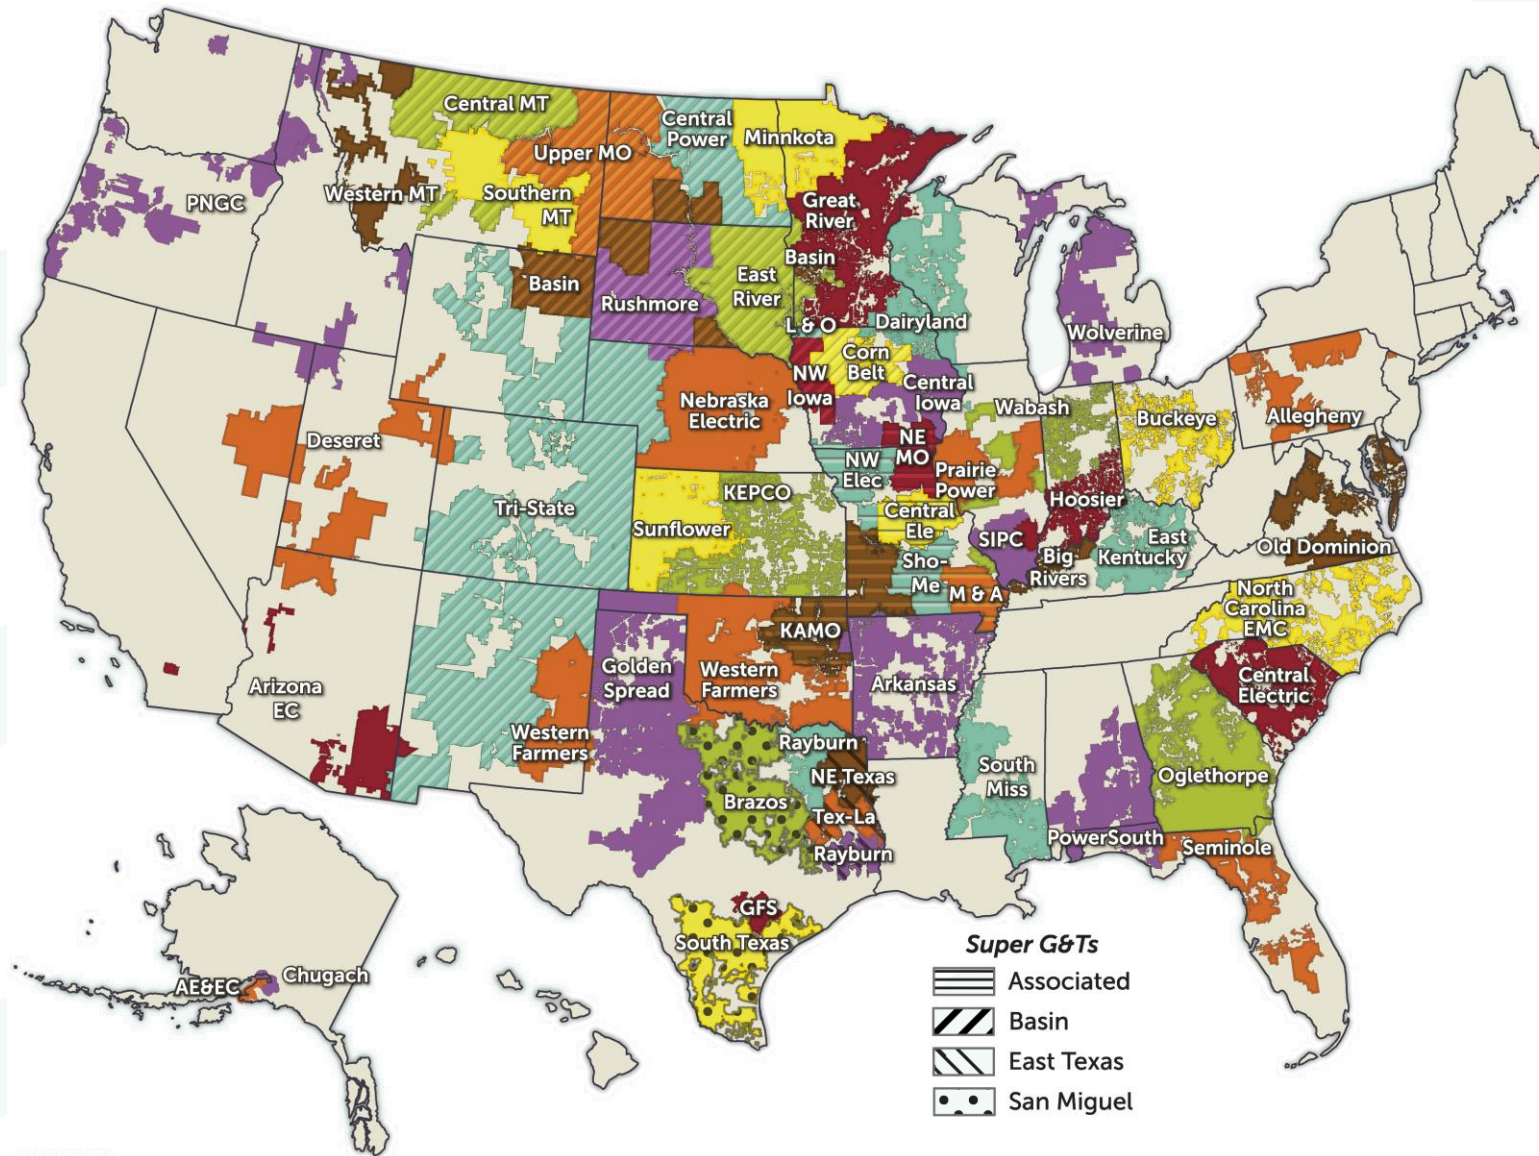 Central MT
Central
Power
Minnkota
Upper MO
PNGC
Western MT
Southern
MT
Great
River
Basin
Basin
East
River
Rushmore
L & O
Dairyland
Wolverine
Corn
Belt
NW
Iowa
Central
Iowa
Nebraska
Electric
Wabash
Buckeye
Allegheny
Deseret
NE
MO
NW
Elec
Prairie
Power
Tri-State
KEPCO
Sunflower
Hoosier
Central
Ele
SIPC
East
Kentucky
Old Dominion
Big
Rivers
Sho-
Me
M & A
North
Carolina
EMC
KAMO
Golden
Spread
Western
Farmers
Arkansas
Central
Electric
Arizona
EC
Western
Farmers
Rayburn
NE Texas
South
Miss
Oglethorpe
Brazos
Tex-La
PowerSouth
Seminole
Rayburn
GFS
South Texas
AE&EC
Chugach
Super G&Ts
Associated
Basin
East Texas
San Miguel